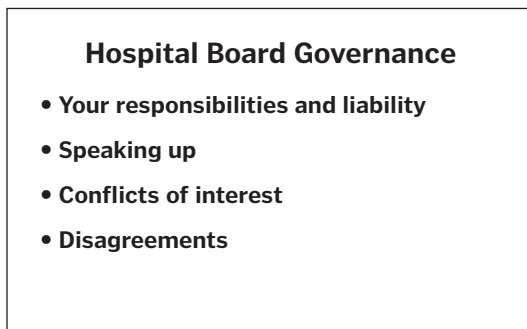 Hospital Board Governance
• Your responsibilities and liability
• Speaking up
• Conflicts of interest
• Disagreements